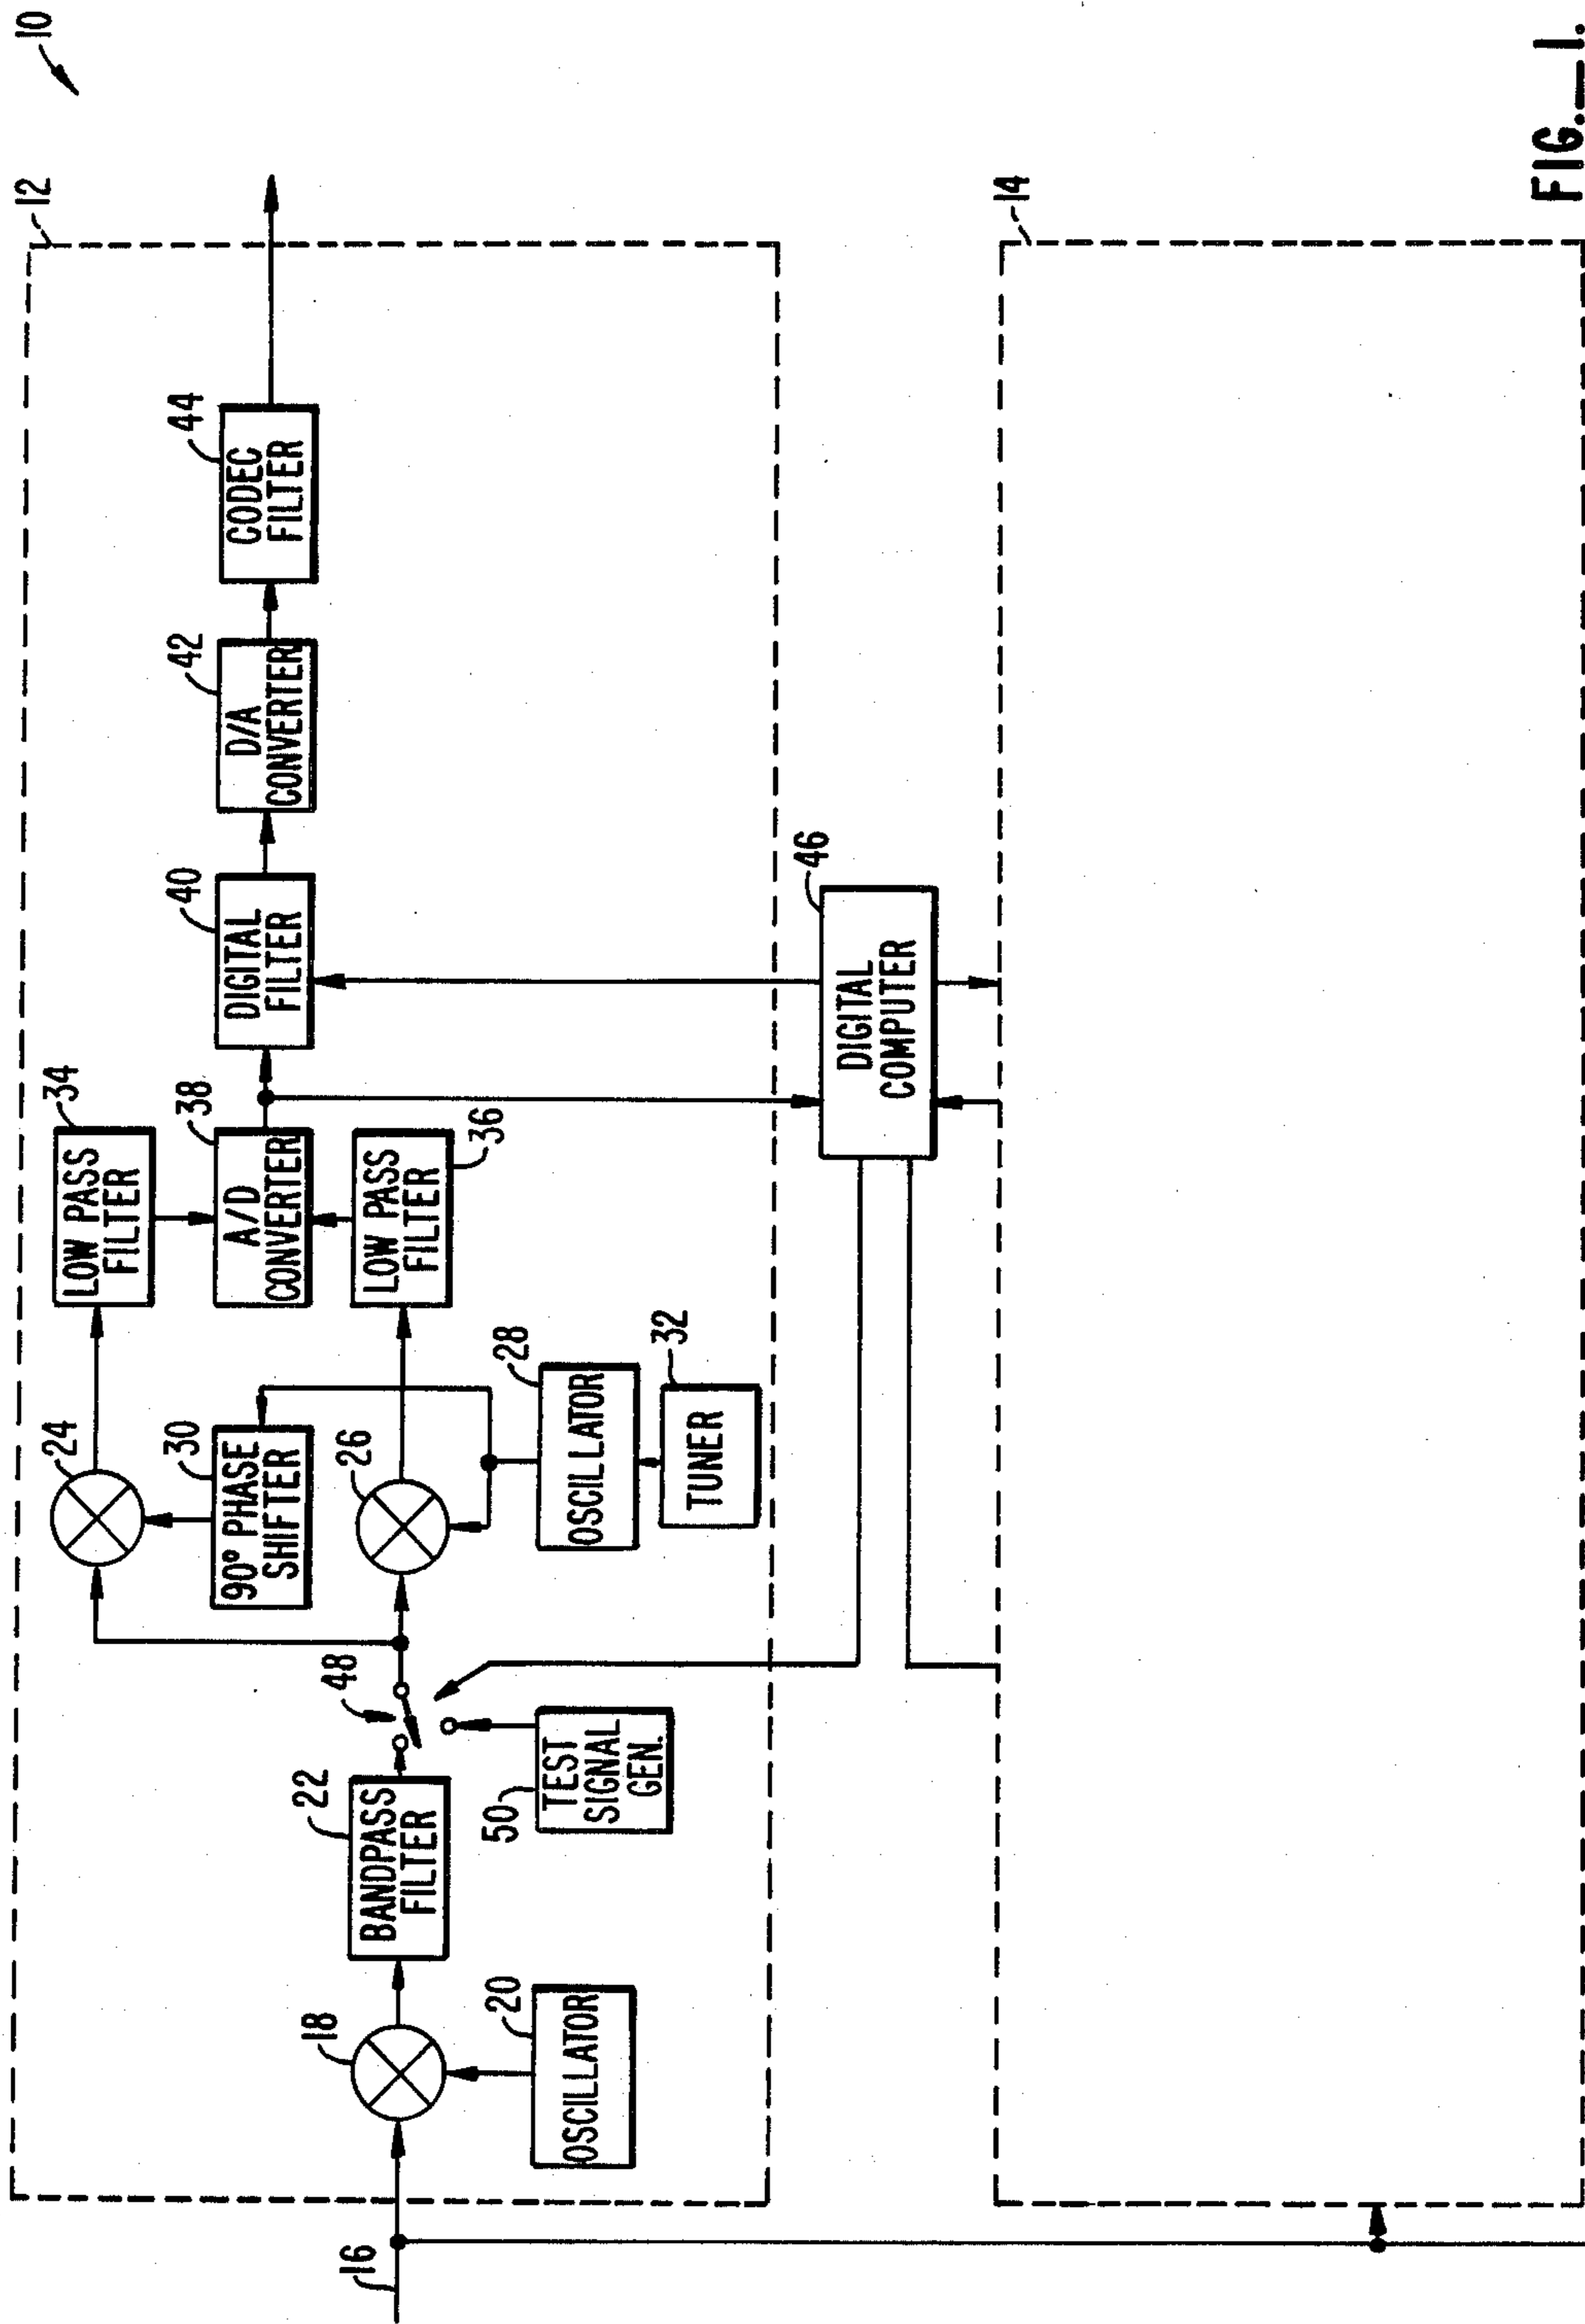 10
12
24
LOW PASS
FILTER
34
90° PHASE
SHIFTER
30
A/D
CONVERTER
38
DIGITAL
FILTER
40
D/A
CONVERTER
42
CODEC
FILTER
44
16
18
BANDPASS
FILTER
22
48
26
LOW PASS
FILTER
36
OSCILLATOR
20
TEST
SIGNAL
GEN.
50
OSCILLATOR
28
TUNER
32
DIGITAL
COMPUTER
46
14
FIG._1.